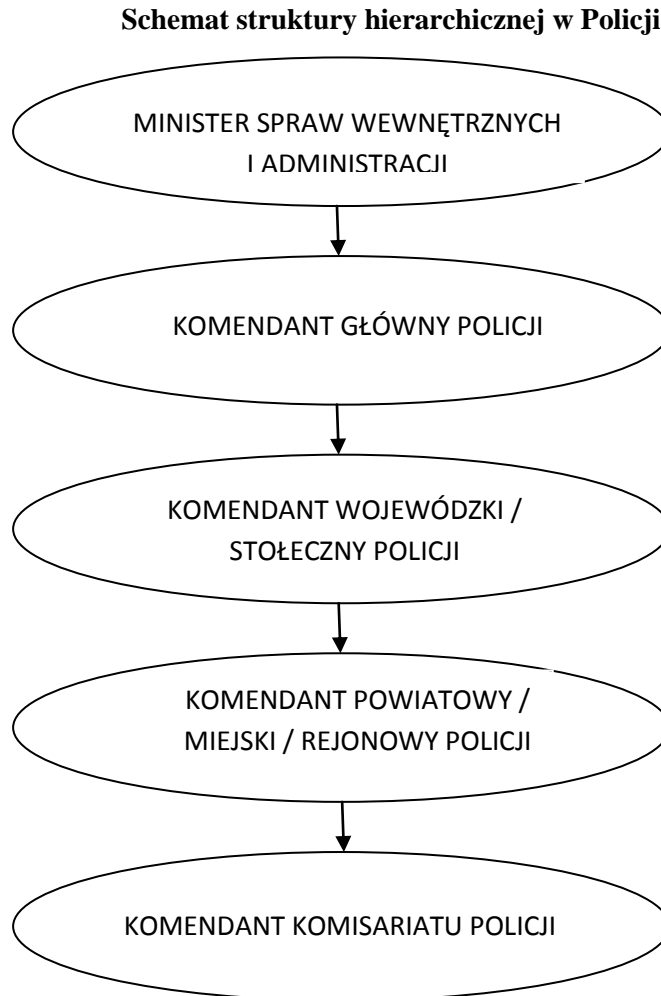 Schemat struktury hierarchicznej w Policji
MINISTER SPRAW WEWNĘTRZNYCH
I ADMINISTRACJI
KOMENDANT GŁÓWNY POLICJI
KOMENDANT WOJEWÓDZKI /
STOŁECZNY POLICJI
KOMENDANT POWIATOWY /
MIEJSKI / REJONOWY POLICJI
KOMENDANT KOMISARIATU POLICJI